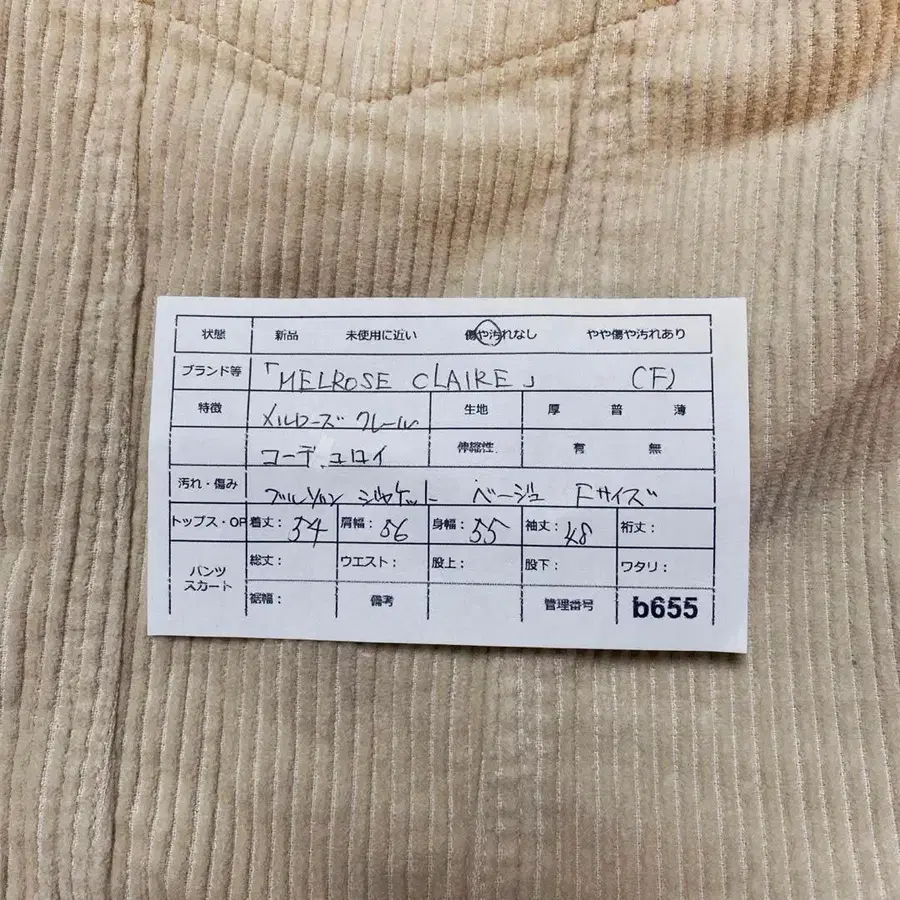 状態 新品 未使用に近い 傷や汚れなし やや傷や汚れあり
ブランド等 「MELROSE CLAIRE」 (F)
特徴 メルローズ クレール 生地 厚 普 薄
コーデュロイ 伸縮性 有 無
汚れ・傷み ブルゾン ジャケット ベージュ Fサイズ
トップス・OP 着丈: 54 肩幅: 56 身幅: 55 袖丈: 48 裄丈:
パンツ スカート 総丈: ウエスト: 股上: 股下: ワタリ:
裾幅: 備考 管理番号 b655